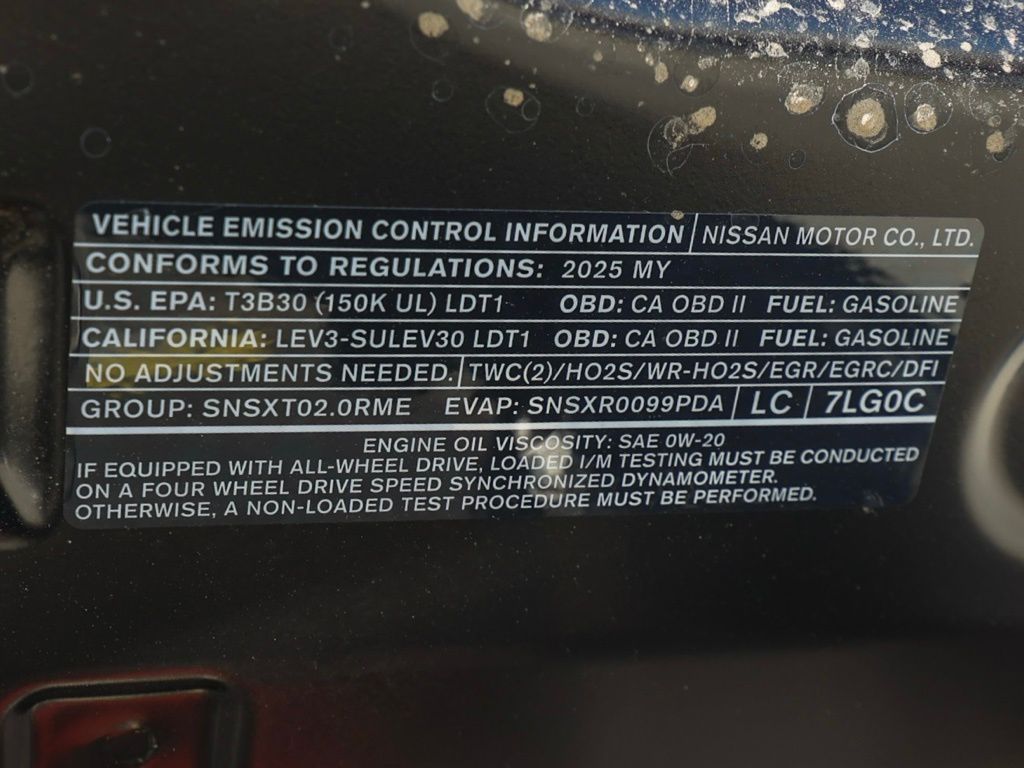 VEHICLE EMISSION CONTROL INFORMATION NISSAN MOTOR CO., LTD.
CONFORMS TO REGULATIONS: 2025 MY
U.S. EPA: T3B30 (150K UL) LDT1 OBD: CA OBD II FUEL: GASOLINE
CALIFORNIA: LEV3-SULEV30 LDT1 OBD: CA OBD II FUEL: GASOLINE
NO ADJUSTMENTS NEEDED. TWC(2)/HO2S/WR-HO2S/EGR/EGRC/DFI
GROUP: SNSXT02.0RME EVAP: SNSXR0099PDA LC 7LG0C
ENGINE OIL VISCOSITY: SAE 0W-20
IF EQUIPPED WITH ALL-WHEEL DRIVE, LOADED I/M TESTING MUST BE CONDUCTED
ON A FOUR WHEEL DRIVE SPEED SYNCHRONIZED DYNAMOMETER.
OTHERWISE, A NON-LOADED TEST PROCEDURE MUST BE PERFORMED.